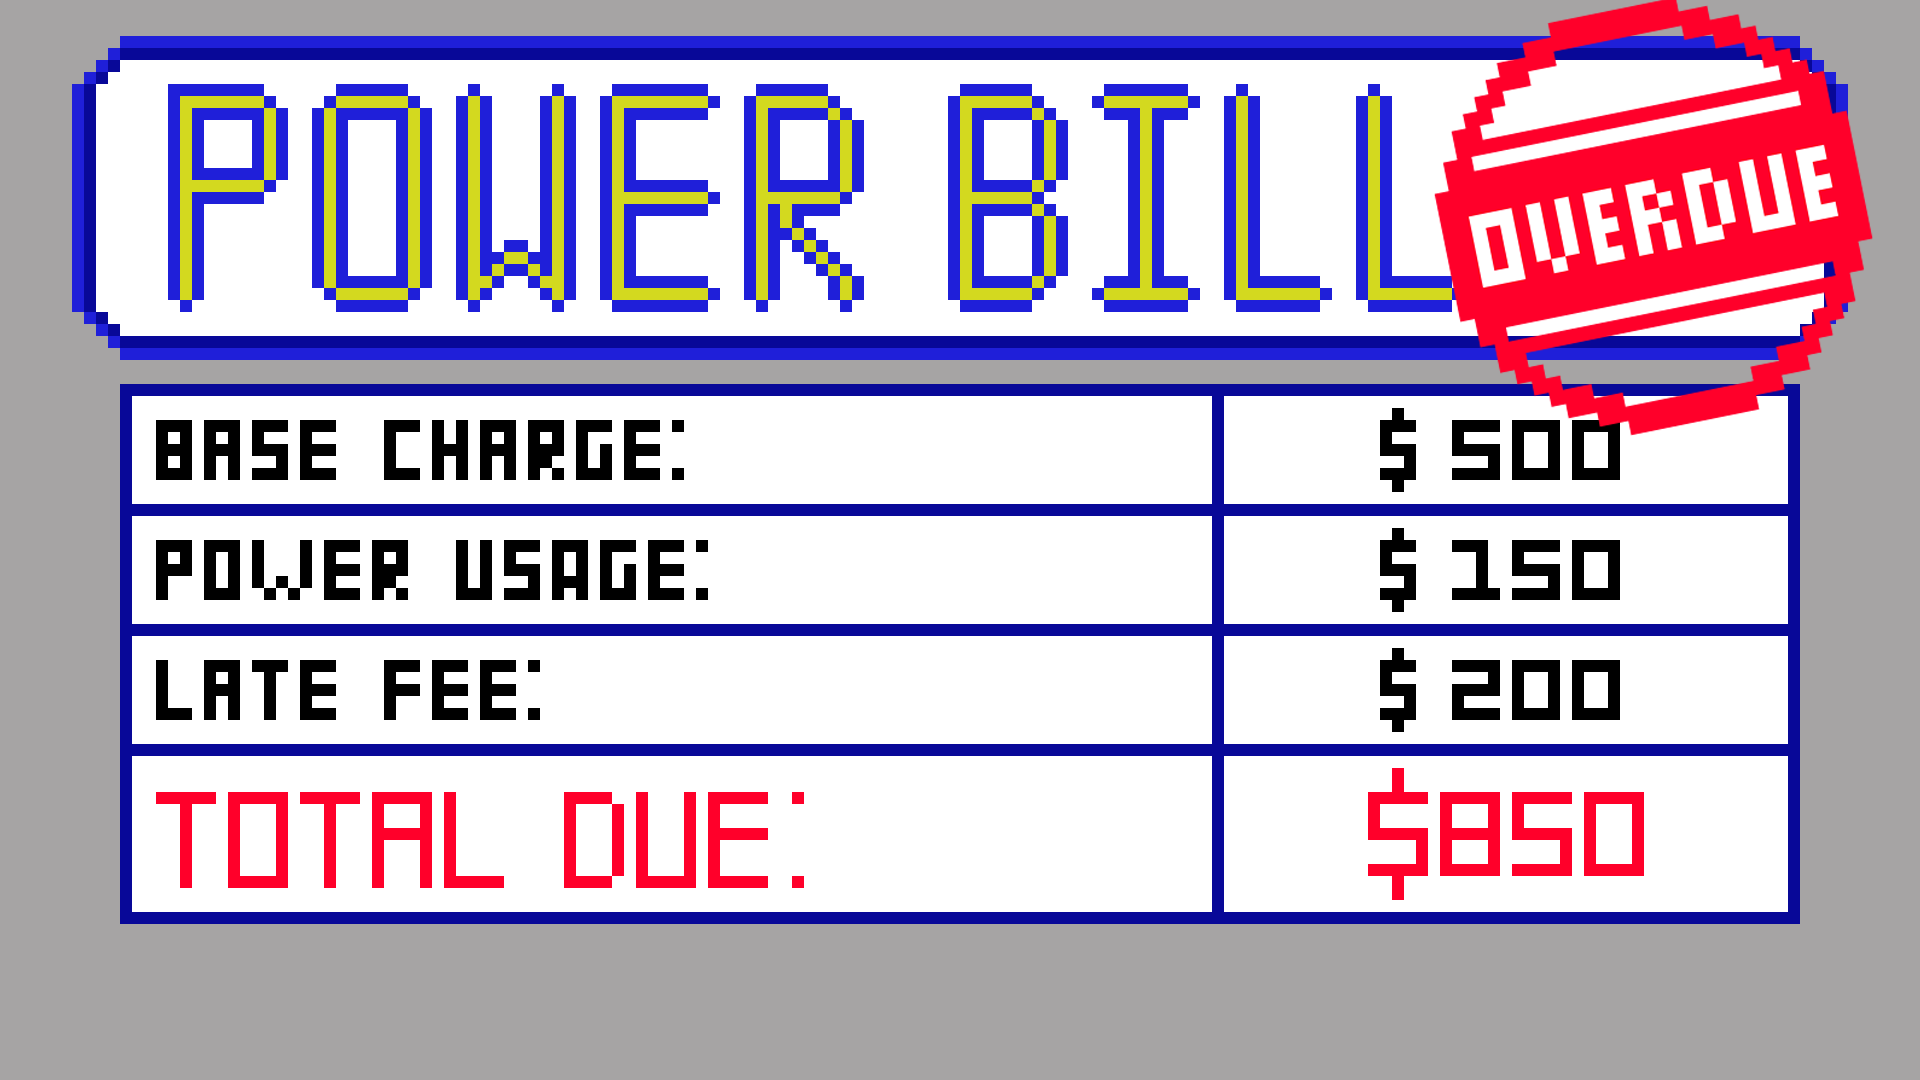 POWER BILL
OVERDUE
BASE CHARGE: $ 500
POWER USAGE: $ 150
LATE FEE: $ 200
TOTAL DUE: $850